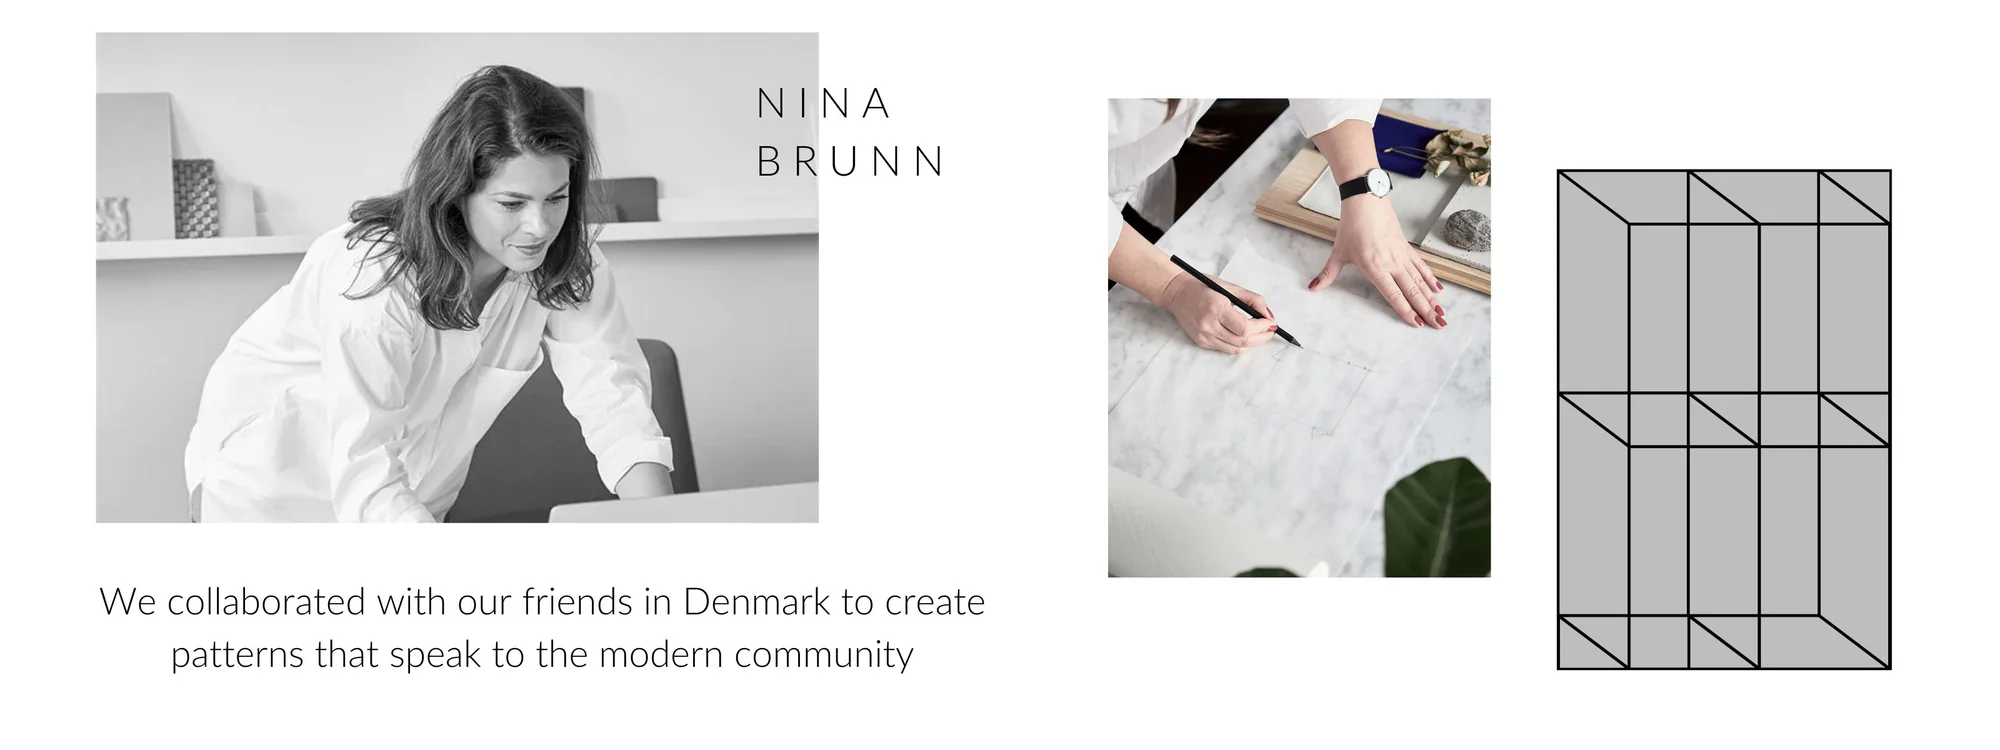 NINA
BRUNN
We collaborated with our friends in Denmark to create
patterns that speak to the modern community